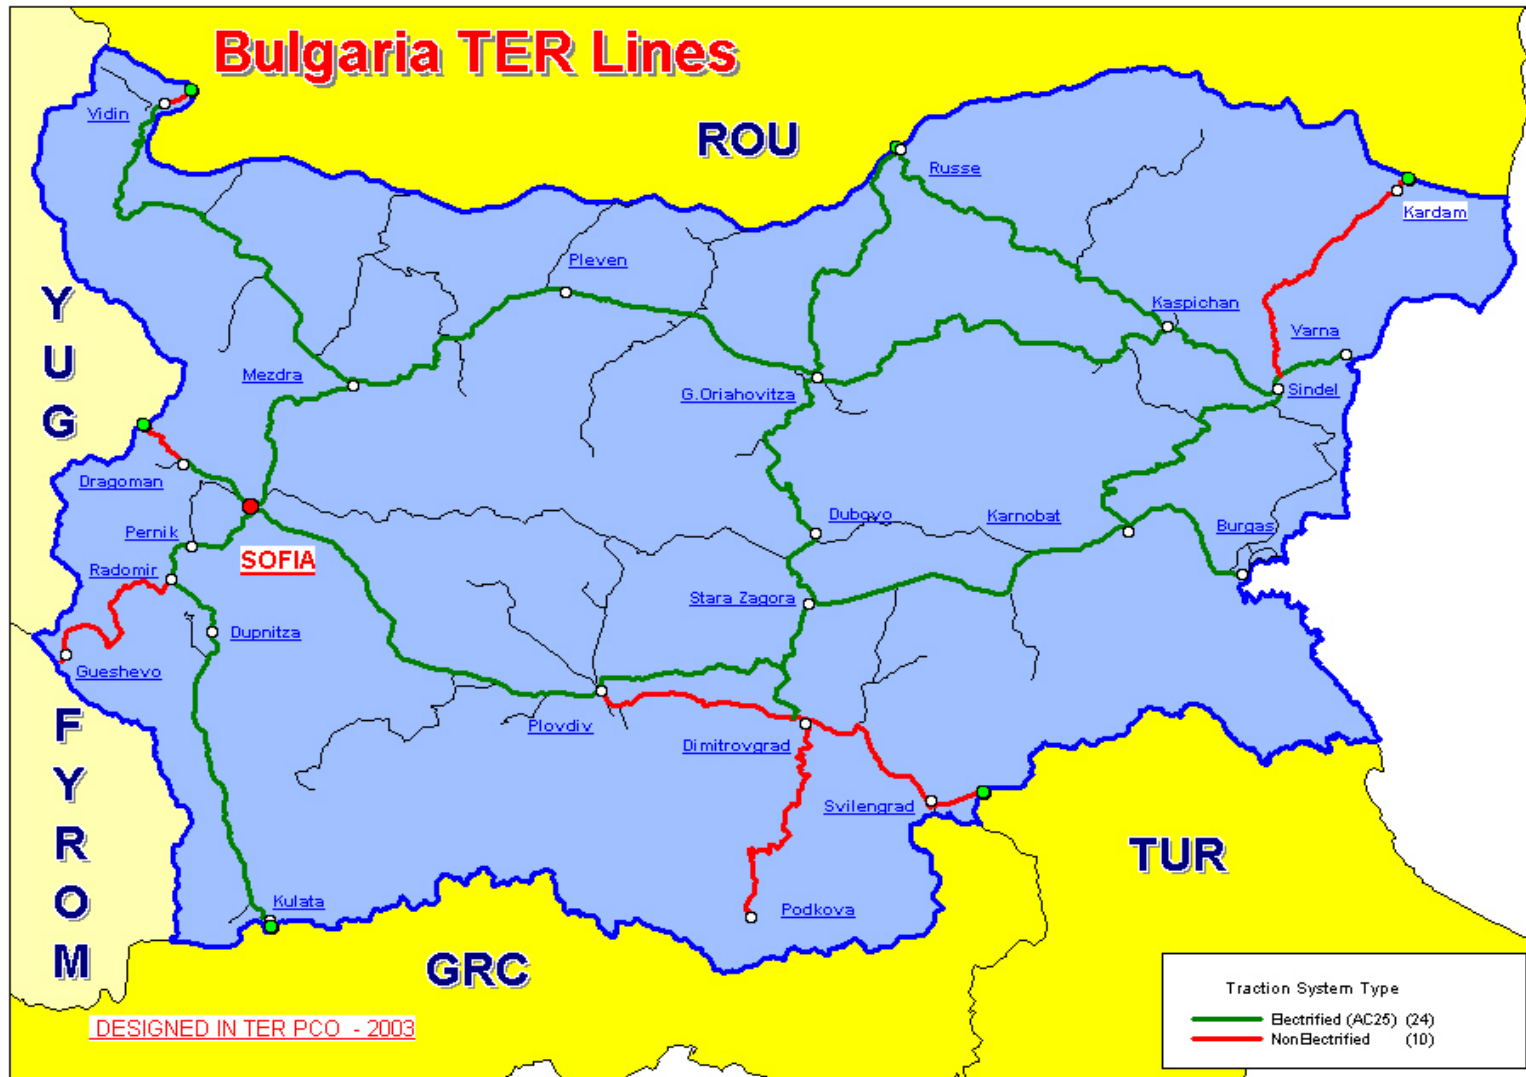 Bulgaria TER Lines
Vidin
ROU
Russe
Kardam
Pleven
YUG
Kaspichan
Varna
Mezdra
G.Oriahovitza
Sindel
Dragoman
Pernik
SOFIA
Dubovo
Karnobat
Burgas
Radomir
Stara Zagora
Dupnitza
Gueshevo
FYROM
Plovdiv
Dimitrovgrad
Svilengrad
TUR
Kulata
Podkova
GRC
DESIGNED IN TER PCO - 2003
Traction System Type
Electrified (AC25) (24)
NonElectrified (10)